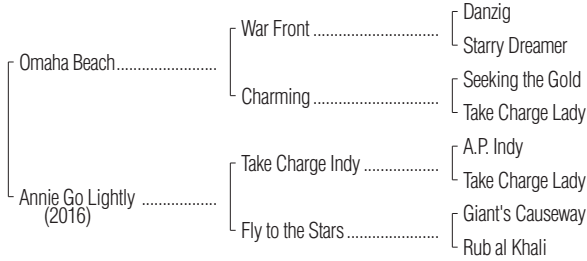 Danzig
War Front ........................
Starry Dreamer
Omaha Beach........................
Seeking the Gold
Charming ..............................
Take Charge Lady
A.P. Indy
Take Charge Indy ..................
Take Charge Lady
Annie Go Lightly ..................
(2016)
Giant's Causeway
Fly to the Stars ......................
Rub al Khali